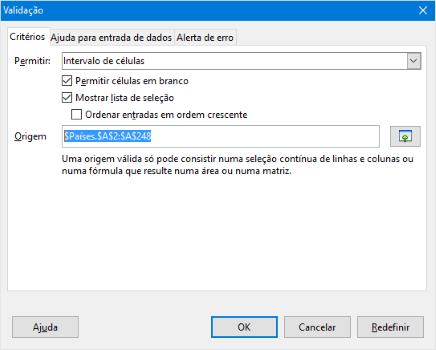 Validação
Critérios Ajuda para entrada de dados Alerta de erro
Permitir: Intervalo de células
Permitir células em branco
Mostrar lista de seleção
Ordenar entradas em ordem crescente
Origem $Países.$A$2:$A$248
Uma origem válida só pode consistir numa seleção contínua de linhas e colunas ou
numa fórmula que resulte numa área ou numa matriz.
Ajuda OK Cancelar Redefinir